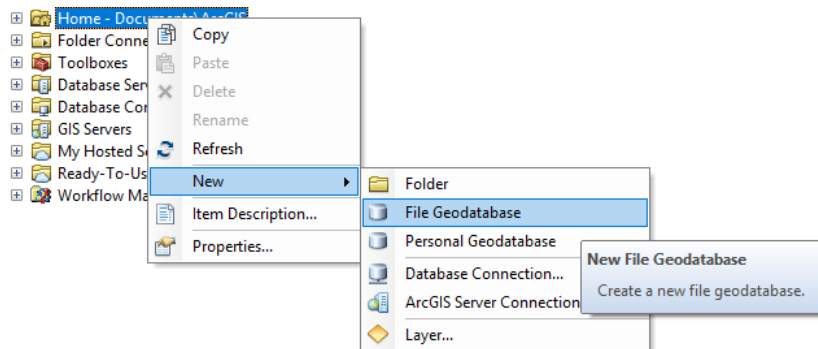 Home - Documents\ArcGIS
Folder Conne
Toolboxes
Database Ser
Database Cor
GIS Servers
My Hosted S
Ready-To-Us
Workflow Ma
Copy
Paste
Delete
Rename
Refresh
New
Item Description...
Properties...
Folder
File Geodatabase
Personal Geodatabase
Database Connection...
ArcGIS Server Connection
Layer...
New File Geodatabase
Create a new file geodatabase.